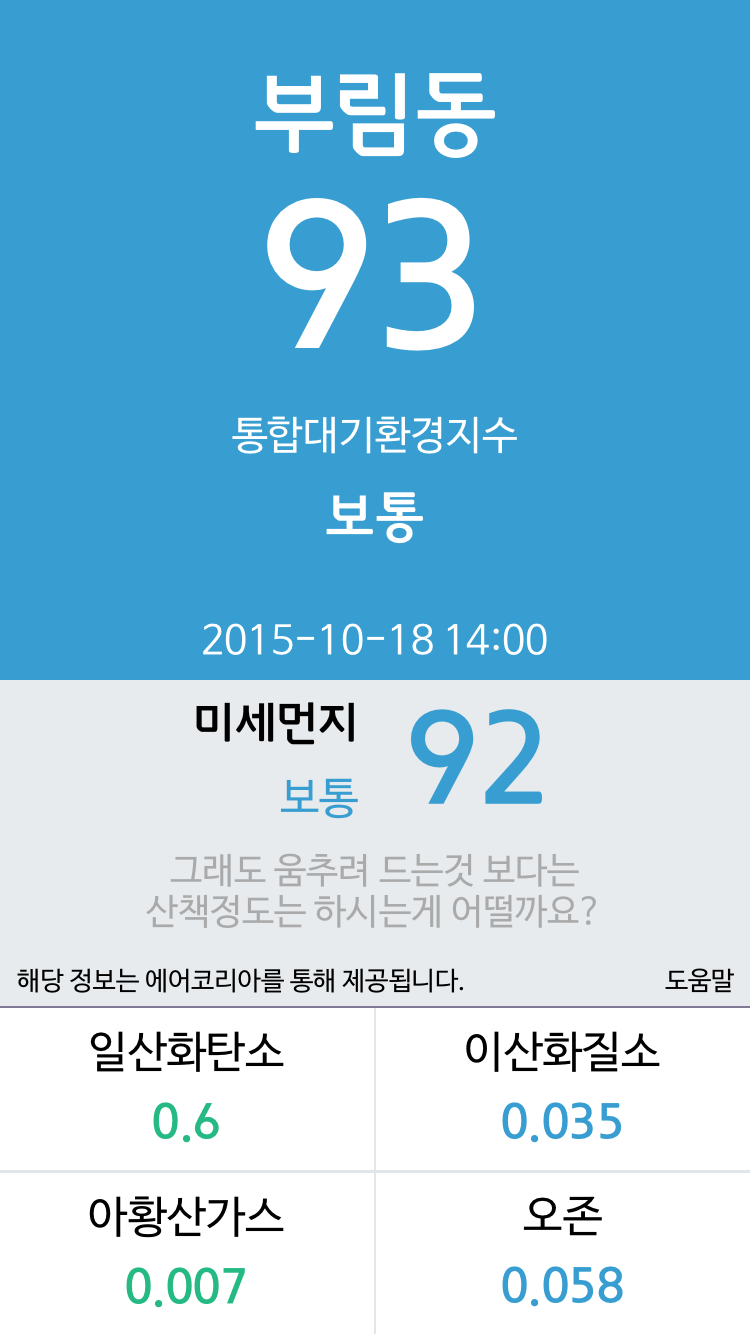 부림동
93
통합대기환경지수
보통
2015-10-18 14:00
미세먼지 92
보통
그래도 움추려 드는것 보다는
산책정도는 하시는게 어떨까요?
해당 정보는 에어코리아를 통해 제공됩니다. 도움말
일산화탄소 이산화질소
0.6 0.035
아황산가스 오존
0.007 0.058